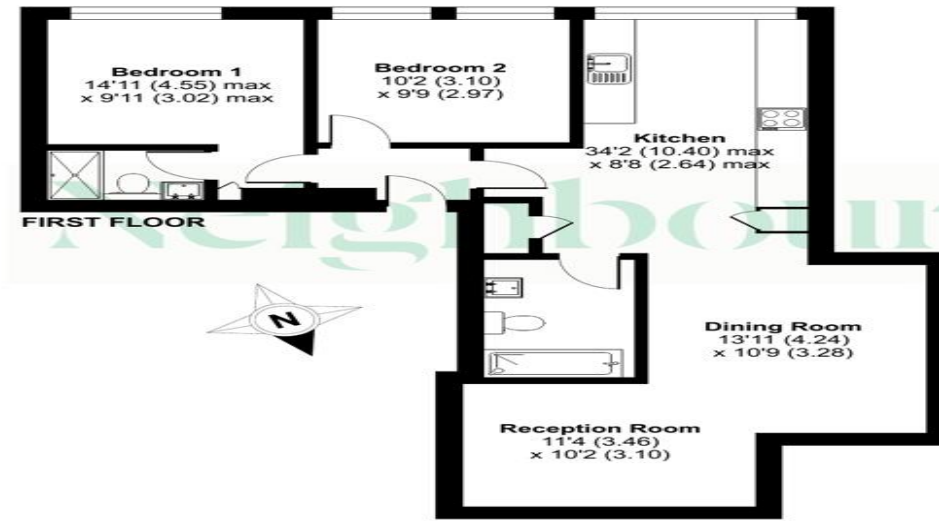 Bedroom 1
14'11 (4.55) max
x 9'11 (3.02) max
Bedroom 2
10'2 (3.10)
x 9'9 (2.97)
Kitchen
34'2 (10.40) max
x 8'8 (2.64) max
FIRST FLOOR
Neighbour
N
Dining Room
13'11 (4.24)
x 10'9 (3.28)
Reception Room
11'4 (3.46)
x 10'2 (3.10)